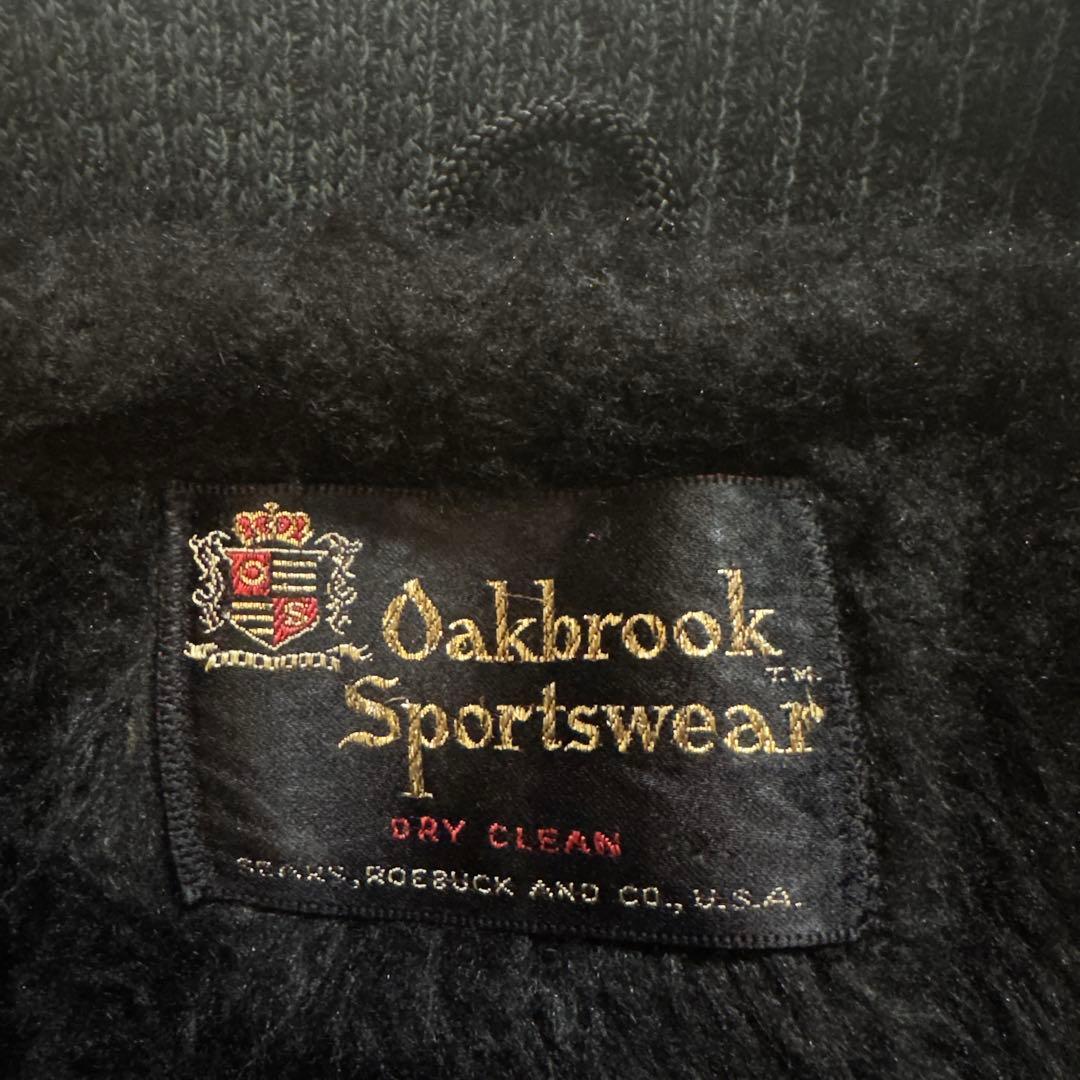 O
S
Oakbrook
T.M.
Sportswear
DRY CLEAN
SEARS, ROEBUCK AND CO., U.S.A.